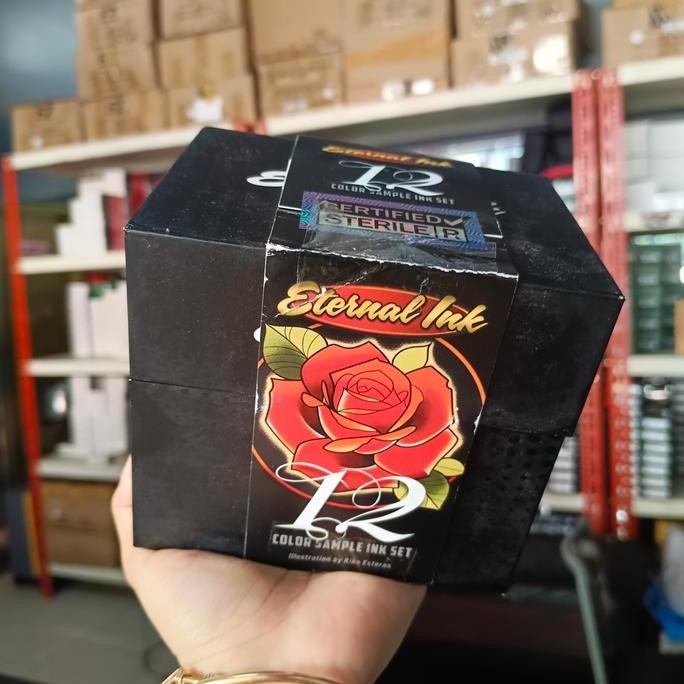 Eternal Ink
12
COLOR SAMPLE INK SET
CERTIFIED
STERILE R
Eternal Ink
12
COLOR SAMPLE INK SET
Illustration by Kike Esteras